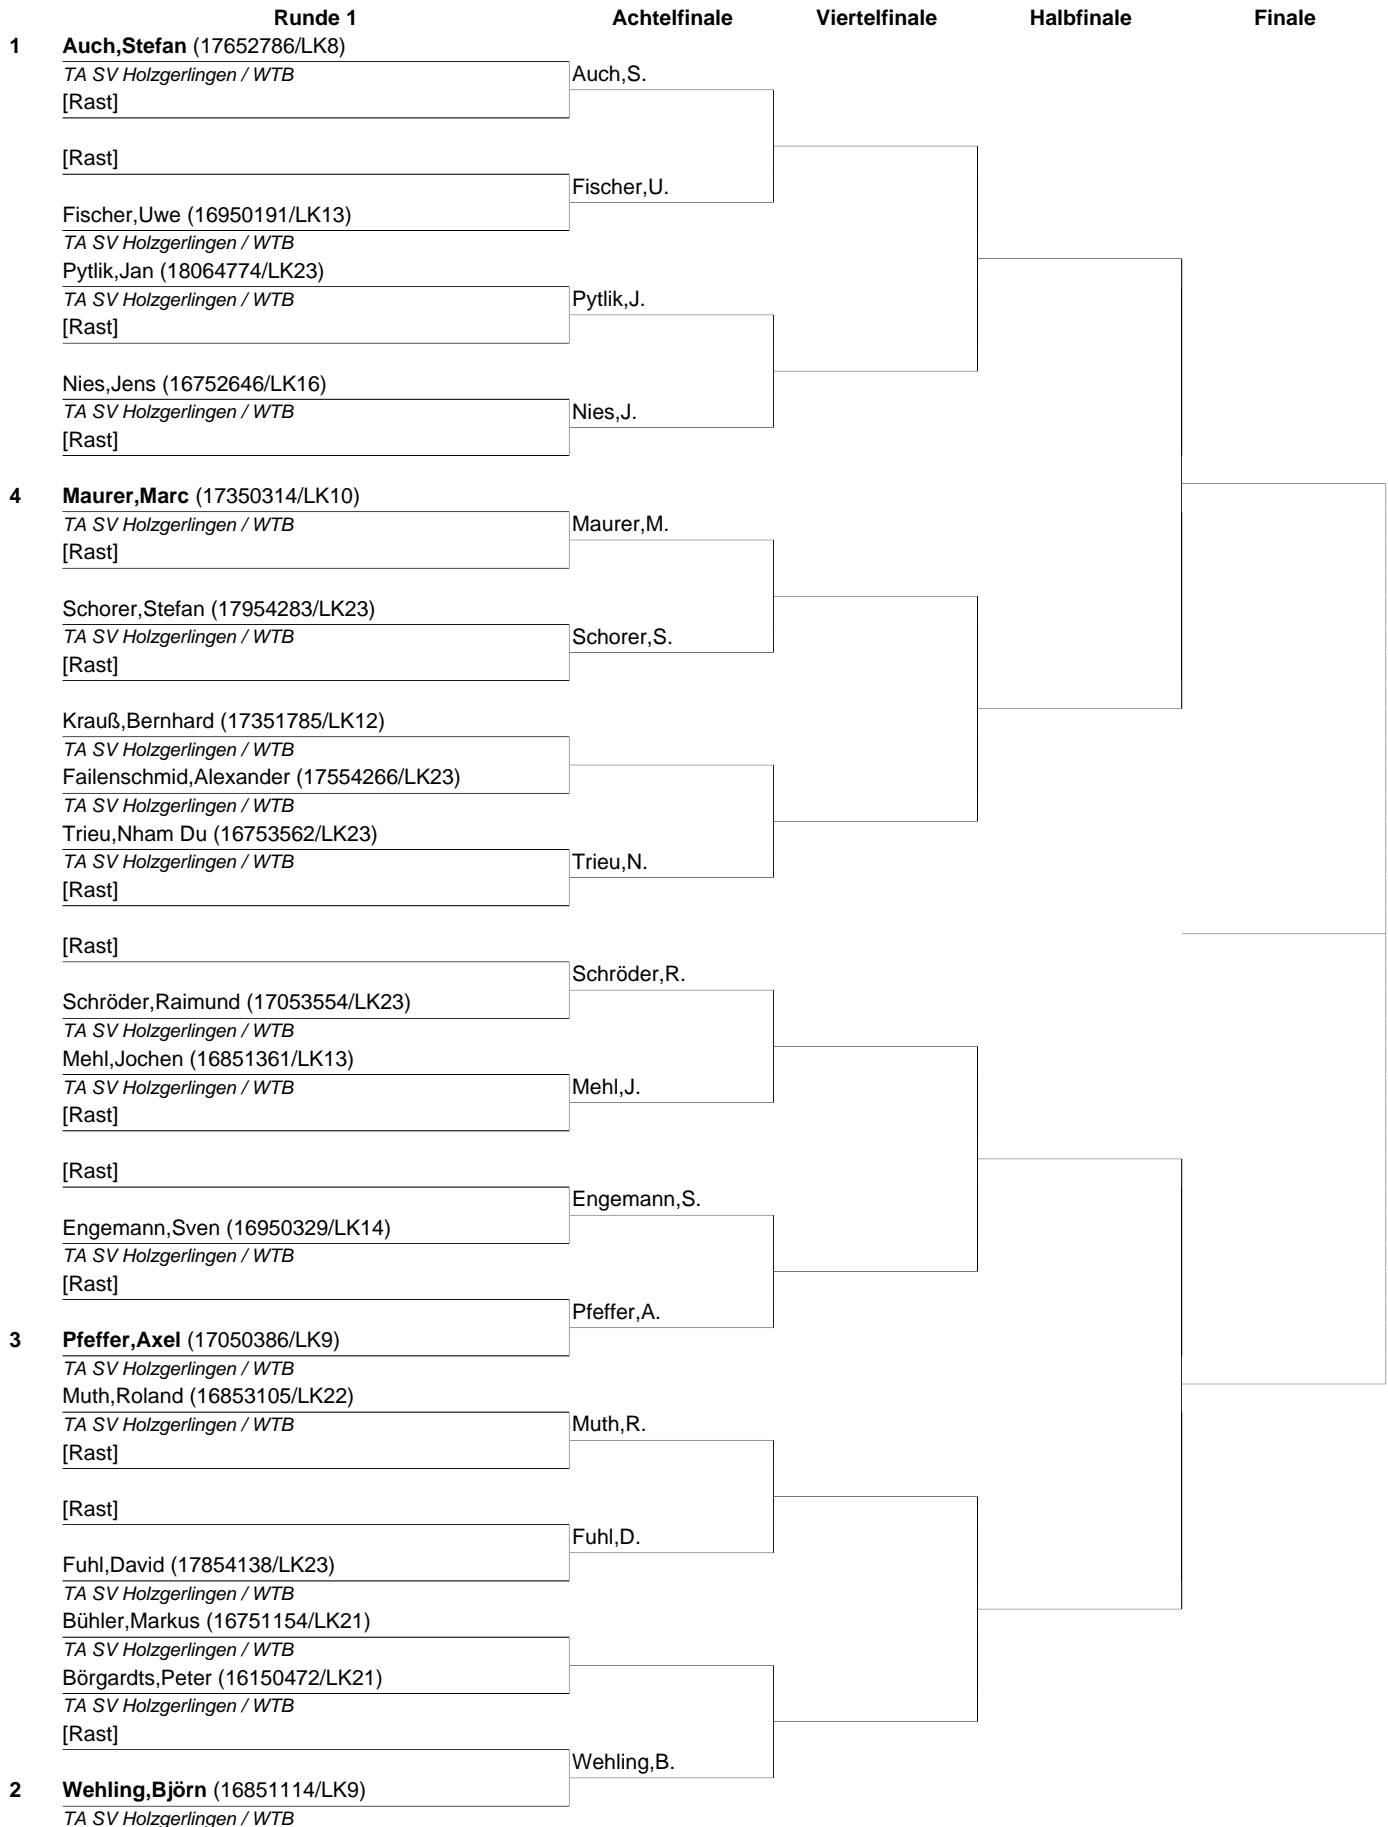 Runde 1 Achtelfinale Viertelfinale Halbfinale Finale
1 Auch,Stefan (17652786/LK8)
TA SV Holzgerlingen / WTB Auch,S.
[Rast]
[Rast]
Fischer,U.
Fischer,Uwe (16950191/LK13)
TA SV Holzgerlingen / WTB
Pytlik,Jan (18064774/LK23)
TA SV Holzgerlingen / WTB Pytlik,J.
[Rast]
Nies,Jens (16752646/LK16)
TA SV Holzgerlingen / WTB Nies,J.
[Rast]
4 Maurer,Marc (17350314/LK10)
TA SV Holzgerlingen / WTB Maurer,M.
[Rast]
Schorer,Stefan (17954283/LK23)
TA SV Holzgerlingen / WTB Schorer,S.
[Rast]
Krauß,Bernhard (17351785/LK12)
TA SV Holzgerlingen / WTB
Failenschmid,Alexander (17554266/LK23)
TA SV Holzgerlingen / WTB
Trieu,Nham Du (16753562/LK23)
TA SV Holzgerlingen / WTB Trieu,N.
[Rast]
[Rast]
Schröder,R.
Schröder,Raimund (17053554/LK23)
TA SV Holzgerlingen / WTB
Mehl,Jochen (16851361/LK13)
TA SV Holzgerlingen / WTB Mehl,J.
[Rast]
[Rast]
Engemann,S.
Engemann,Sven (16950329/LK14)
TA SV Holzgerlingen / WTB
[Rast]
Pfeffer,A.
3 Pfeffer,Axel (17050386/LK9)
TA SV Holzgerlingen / WTB
Muth,Roland (16853105/LK22)
TA SV Holzgerlingen / WTB Muth,R.
[Rast]
[Rast]
Fuhl,D.
Fuhl,David (17854138/LK23)
TA SV Holzgerlingen / WTB
Bühler,Markus (16751154/LK21)
TA SV Holzgerlingen / WTB
Börgardts,Peter (16150472/LK21)
TA SV Holzgerlingen / WTB
[Rast]
Wehling,B.
2 Wehling,Björn (16851114/LK9)
TA SV Holzgerlingen / WTB